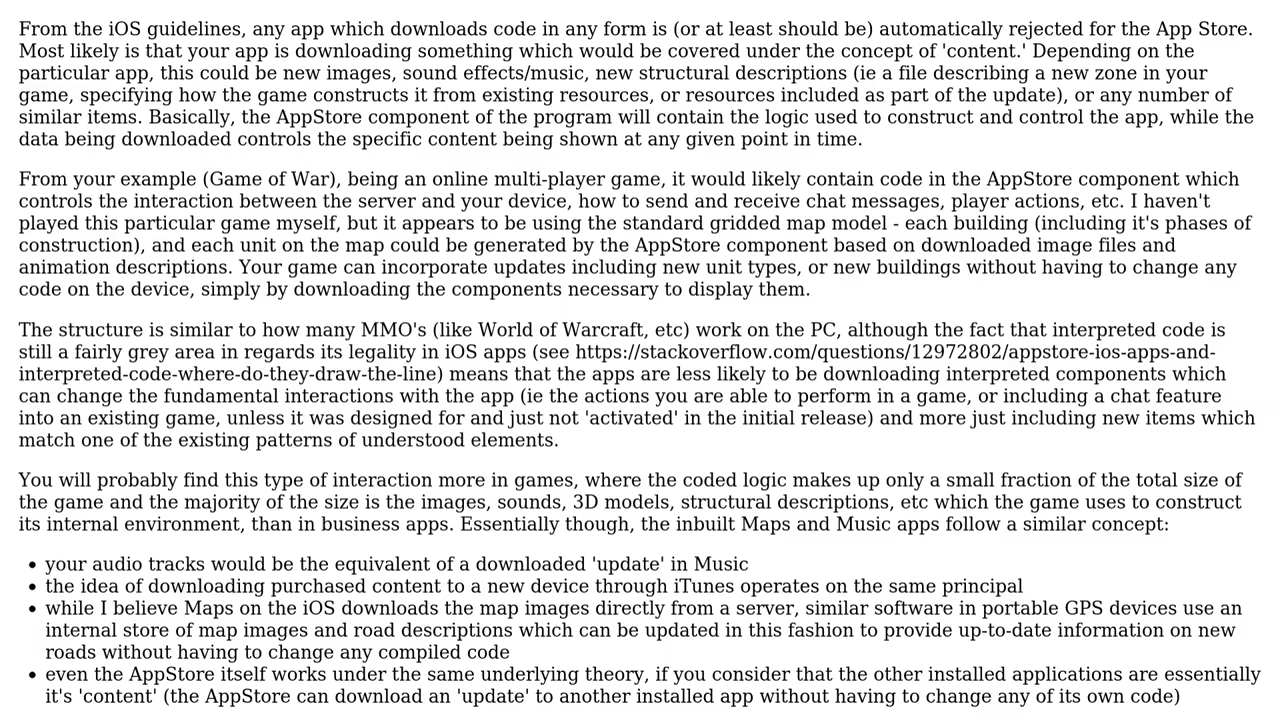 From the iOS guidelines, any app which downloads code in any form is (or at least should be) automatically rejected for the App Store.
Most likely is that your app is downloading something which would be covered under the concept of 'content.' Depending on the
particular app, this could be new images, sound effects/music, new structural descriptions (ie a file describing a new zone in your
game, specifying how the game constructs it from existing resources, or resources included as part of the update), or any number of
similar items. Basically, the AppStore component of the program will contain the logic used to construct and control the app, while the
data being downloaded controls the specific content being shown at any given point in time.
From your example (Game of War), being an online multi-player game, it would likely contain code in the AppStore component which
controls the interaction between the server and your device, how to send and receive chat messages, player actions, etc. I haven't
played this particular game myself, but it appears to be using the standard gridded map model - each building (including it's phases of
construction), and each unit on the map could be generated by the AppStore component based on downloaded image files and
animation descriptions. Your game can incorporate updates including new unit types, or new buildings without having to change any
code on the device, simply by downloading the components necessary to display them.
The structure is similar to how many MMO's (like World of Warcraft, etc) work on the PC, although the fact that interpreted code is
still a fairly grey area in regards its legality in iOS apps (see https://stackoverflow.com/questions/12972802/appstore-ios-apps-and-
interpreted-code-where-do-they-draw-the-line) means that the apps are less likely to be downloading interpreted components which
can change the fundamental interactions with the app (ie the actions you are able to perform in a game, or including a chat feature
into an existing game, unless it was designed for and just not 'activated' in the initial release) and more just including new items which
match one of the existing patterns of understood elements.
You will probably find this type of interaction more in games, where the coded logic makes up only a small fraction of the total size of
the game and the majority of the size is the images, sounds, 3D models, structural descriptions, etc which the game uses to construct
its internal environment, than in business apps. Essentially though, the inbuilt Maps and Music apps follow a similar concept:
• your audio tracks would be the equivalent of a downloaded 'update' in Music
• the idea of downloading purchased content to a new device through iTunes operates on the same principal
• while I believe Maps on the iOS downloads the map images directly from a server, similar software in portable GPS devices use an
internal store of map images and road descriptions which can be updated in this fashion to provide up-to-date information on new
roads without having to change any compiled code
• even the AppStore itself works under the same underlying theory, if you consider that the other installed applications are essentially
it's 'content' (the AppStore can download an 'update' to another installed app without having to change any of its own code)